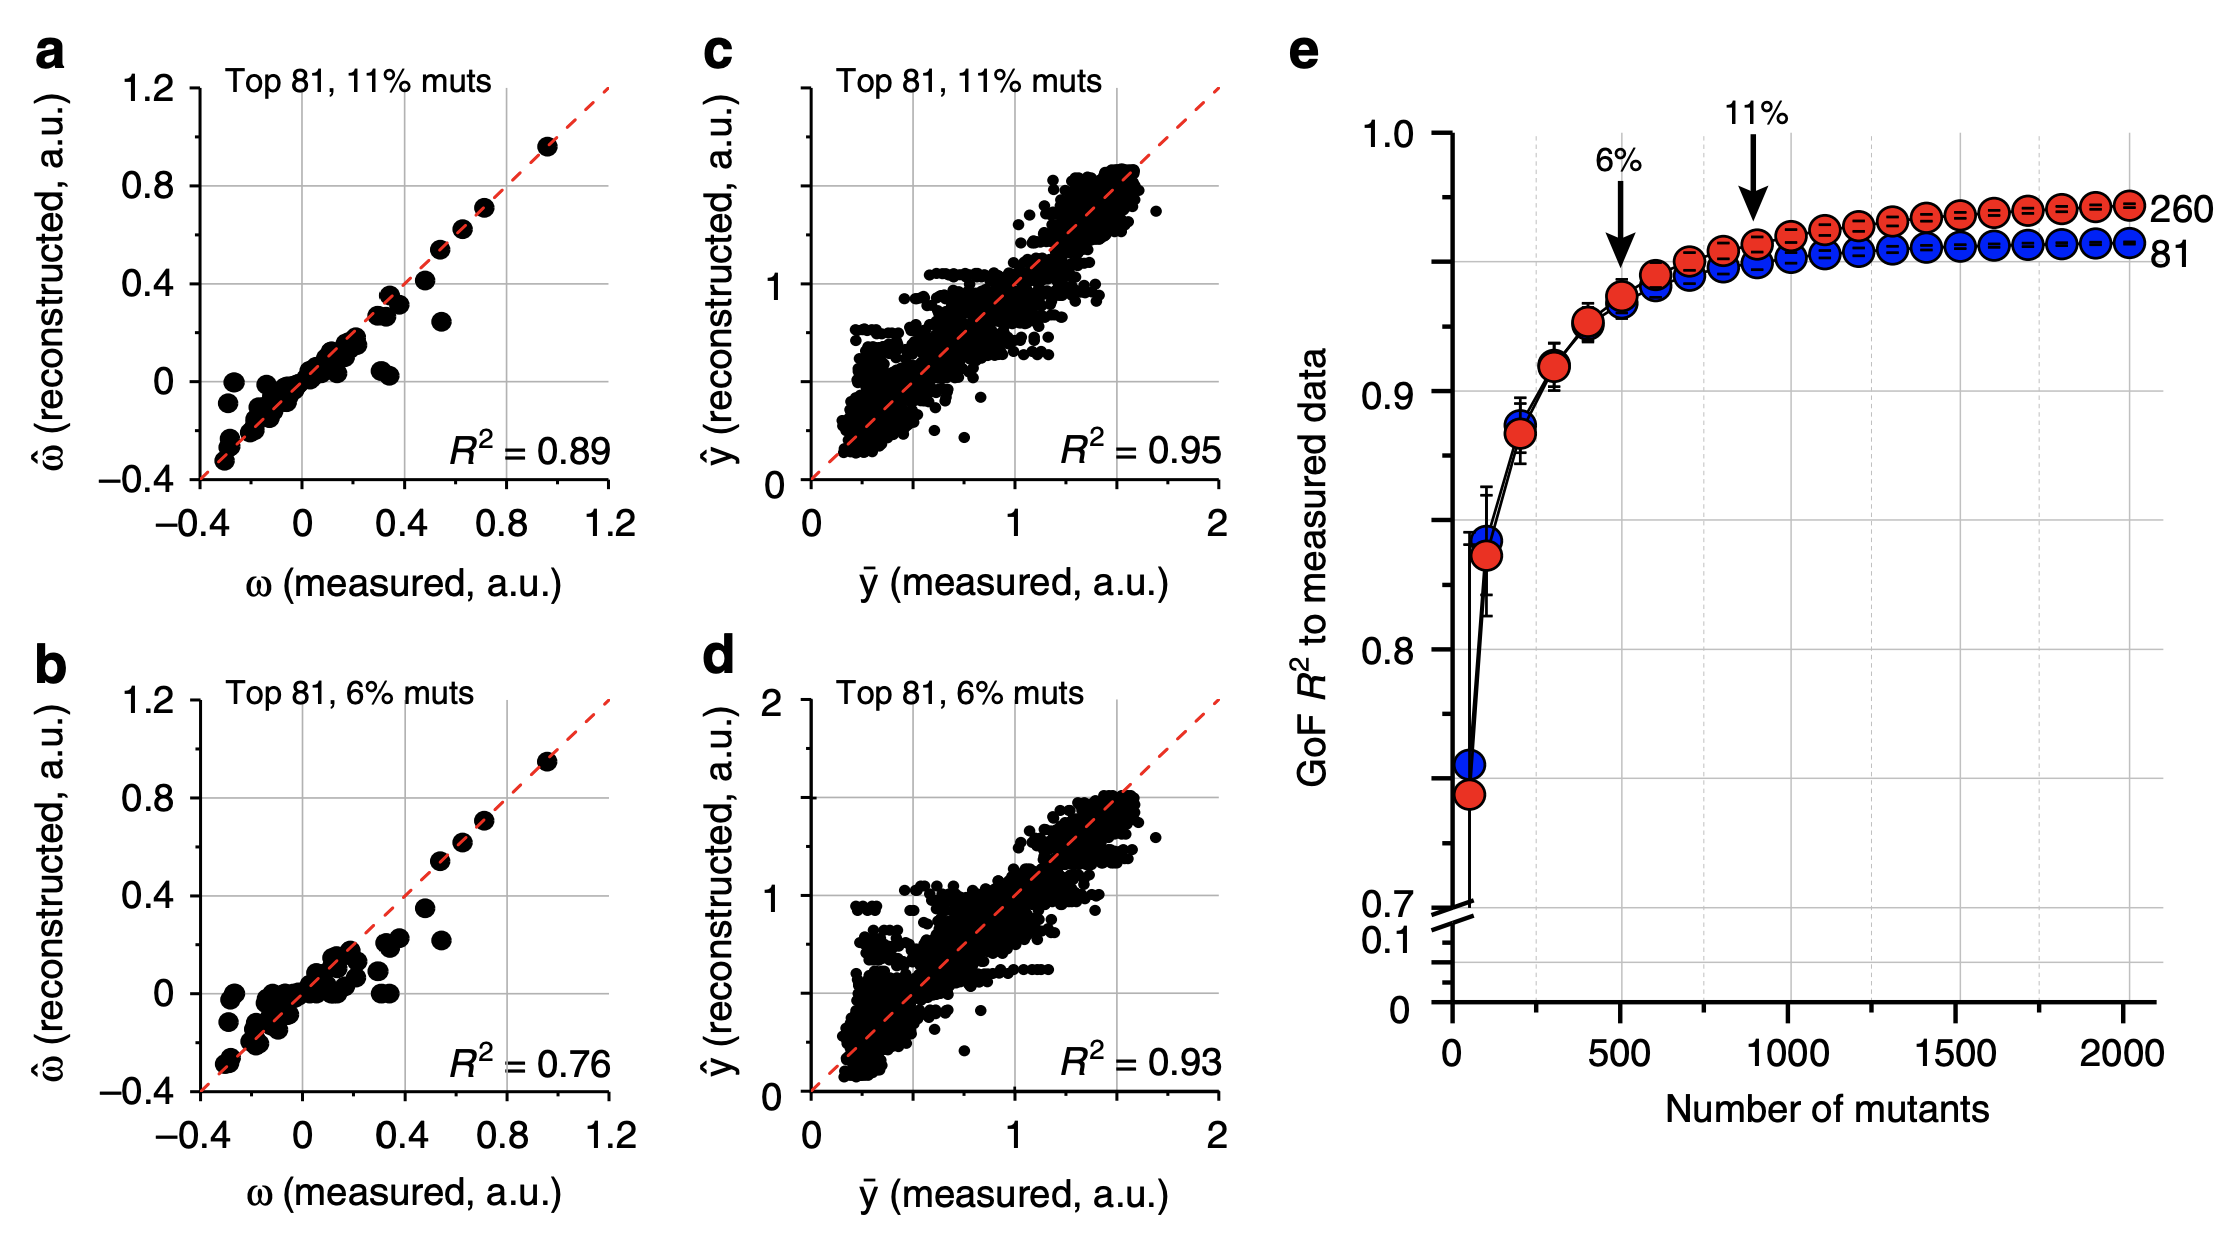 a
Top 81, 11% muts
1.2
0.8
0.4
0
–0.4
ω̂ (reconstructed, a.u.)
R² = 0.89
–0.4 0 0.4 0.8 1.2
ω (measured, a.u.)
b
Top 81, 6% muts
1.2
0.8
0.4
0
–0.4
ω̂ (reconstructed, a.u.)
R² = 0.76
–0.4 0 0.4 0.8 1.2
ω (measured, a.u.)
c
Top 81, 11% muts
1
0
ŷ (reconstructed, a.u.)
R² = 0.95
0 1 2
ȳ (measured, a.u.)
d
Top 81, 6% muts
2
1
0
ŷ (reconstructed, a.u.)
R² = 0.93
0 1 2
ȳ (measured, a.u.)
e
11%
6%
1.0
0.9
0.8
0.7
0.1
0
GoF R² to measured data
260
81
0 500 1000 1500 2000
Number of mutants